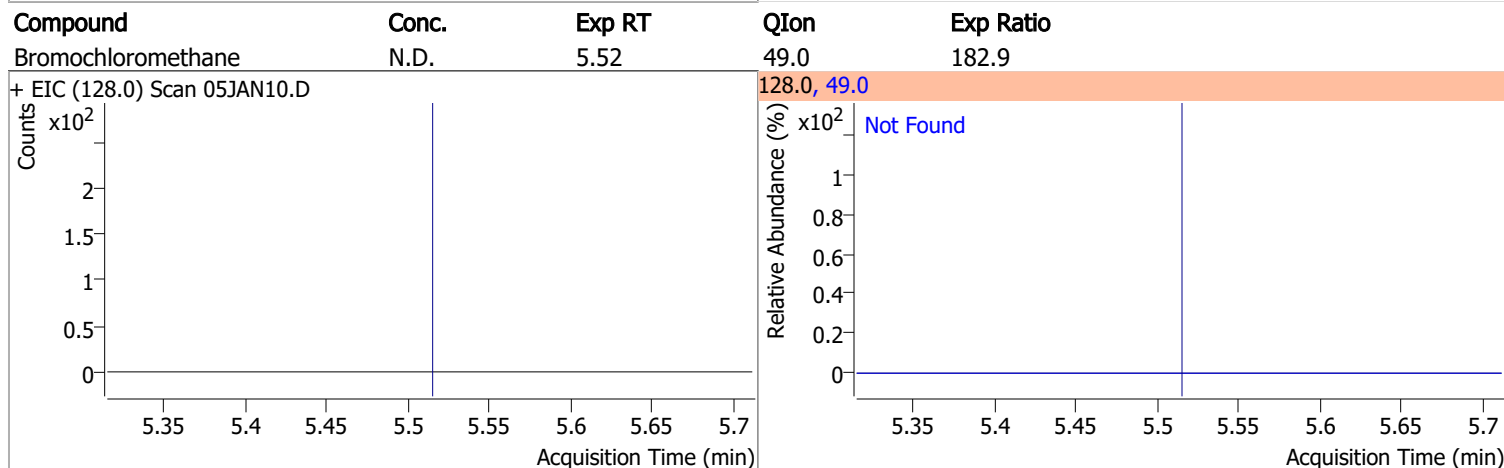 Compound Conc. Exp RT QIon Exp Ratio
Bromochloromethane N.D. 5.52 49.0 182.9
+ EIC (128.0) Scan 05JAN10.D
Counts
x10²
2
1.5
1
0.5
0
5.35 5.4 5.45 5.5 5.55 5.6 5.65 5.7
Acquisition Time (min)
128.0, 49.0
Relative Abundance (%)
x10²
Not Found
1
0.8
0.6
0.4
0.2
0
5.35 5.4 5.45 5.5 5.55 5.6 5.65 5.7
Acquisition Time (min)